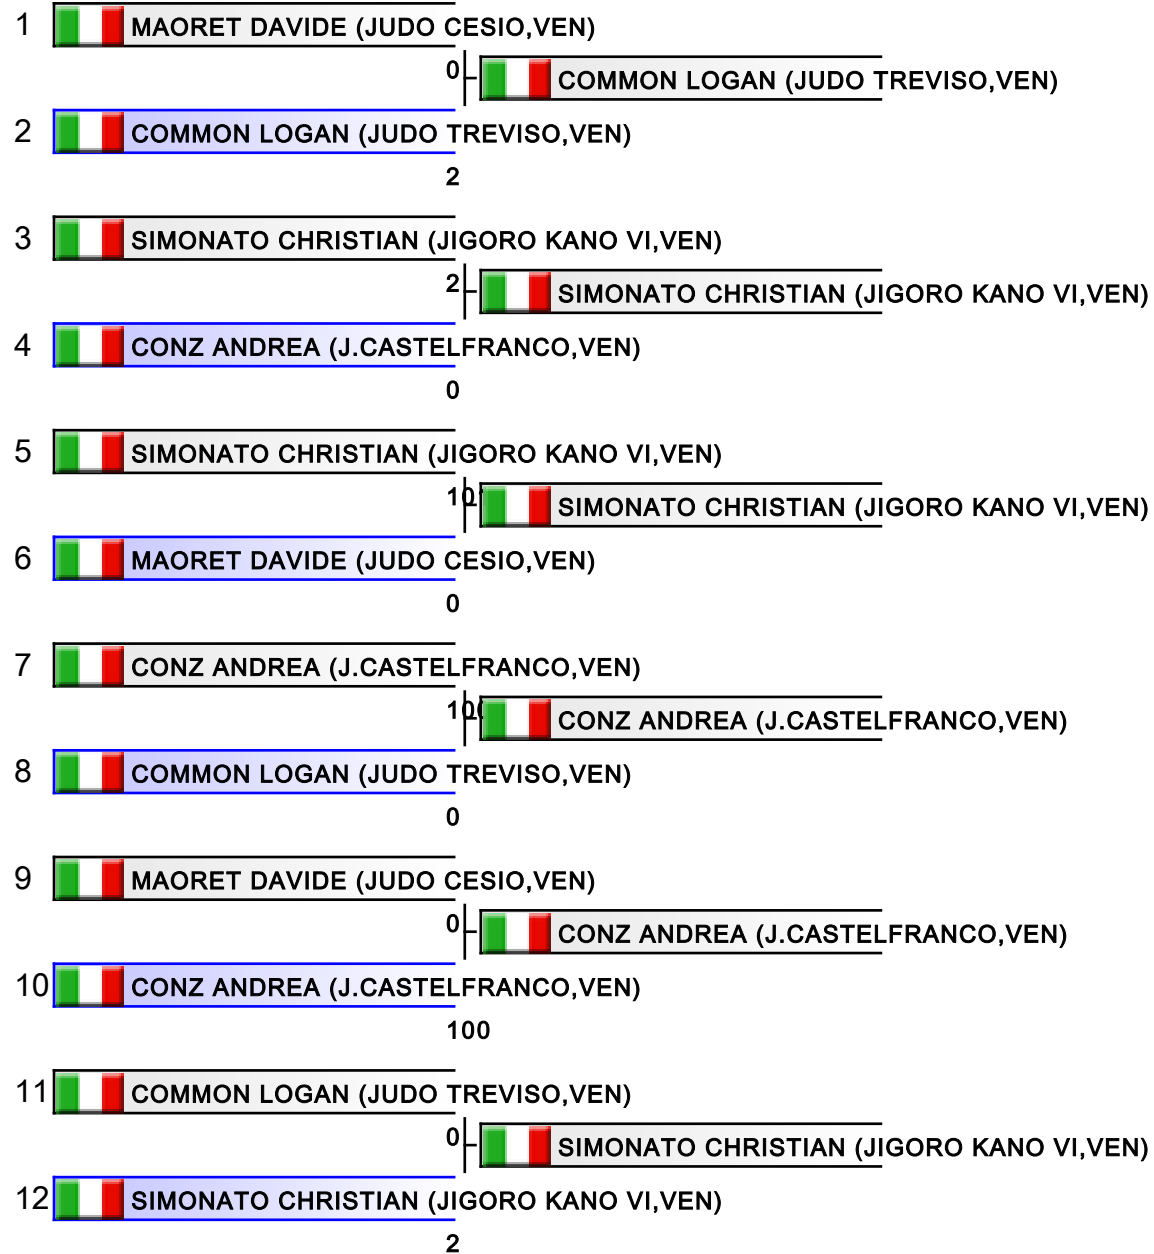 1 MAORET DAVIDE (JUDO CESIO,VEN)
0 COMMON LOGAN (JUDO TREVISO,VEN)
2 COMMON LOGAN (JUDO TREVISO,VEN)
2
3 SIMONATO CHRISTIAN (JIGORO KANO VI,VEN)
2 SIMONATO CHRISTIAN (JIGORO KANO VI,VEN)
4 CONZ ANDREA (J.CASTELFRANCO,VEN)
0
5 SIMONATO CHRISTIAN (JIGORO KANO VI,VEN)
SIMONATO CHRISTIAN (JIGORO KANO VI,VEN)
6 MAORET DAVIDE (JUDO CESIO,VEN)
0
7 CONZ ANDREA (J.CASTELFRANCO,VEN)
CONZ ANDREA (J.CASTELFRANCO,VEN)
8 COMMON LOGAN (JUDO TREVISO,VEN)
0
9 MAORET DAVIDE (JUDO CESIO,VEN)
0 CONZ ANDREA (J.CASTELFRANCO,VEN)
10 CONZ ANDREA (J.CASTELFRANCO,VEN)
100
11 COMMON LOGAN (JUDO TREVISO,VEN)
0 SIMONATO CHRISTIAN (JIGORO KANO VI,VEN)
12 SIMONATO CHRISTIAN (JIGORO KANO VI,VEN)
2